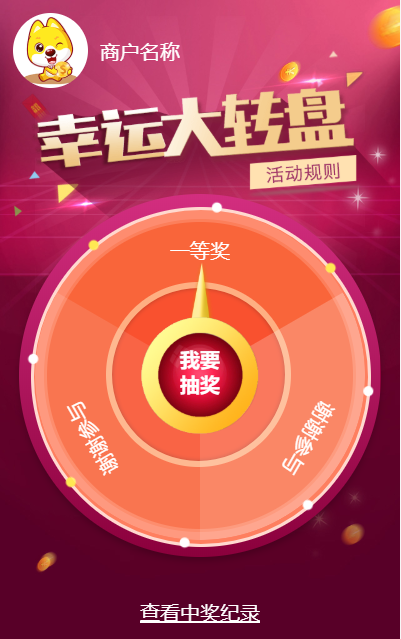 商户名称
幸运大转盘
活动规则
一等奖
我要
抽奖
谢谢参与
谢谢参与
查看中奖纪录